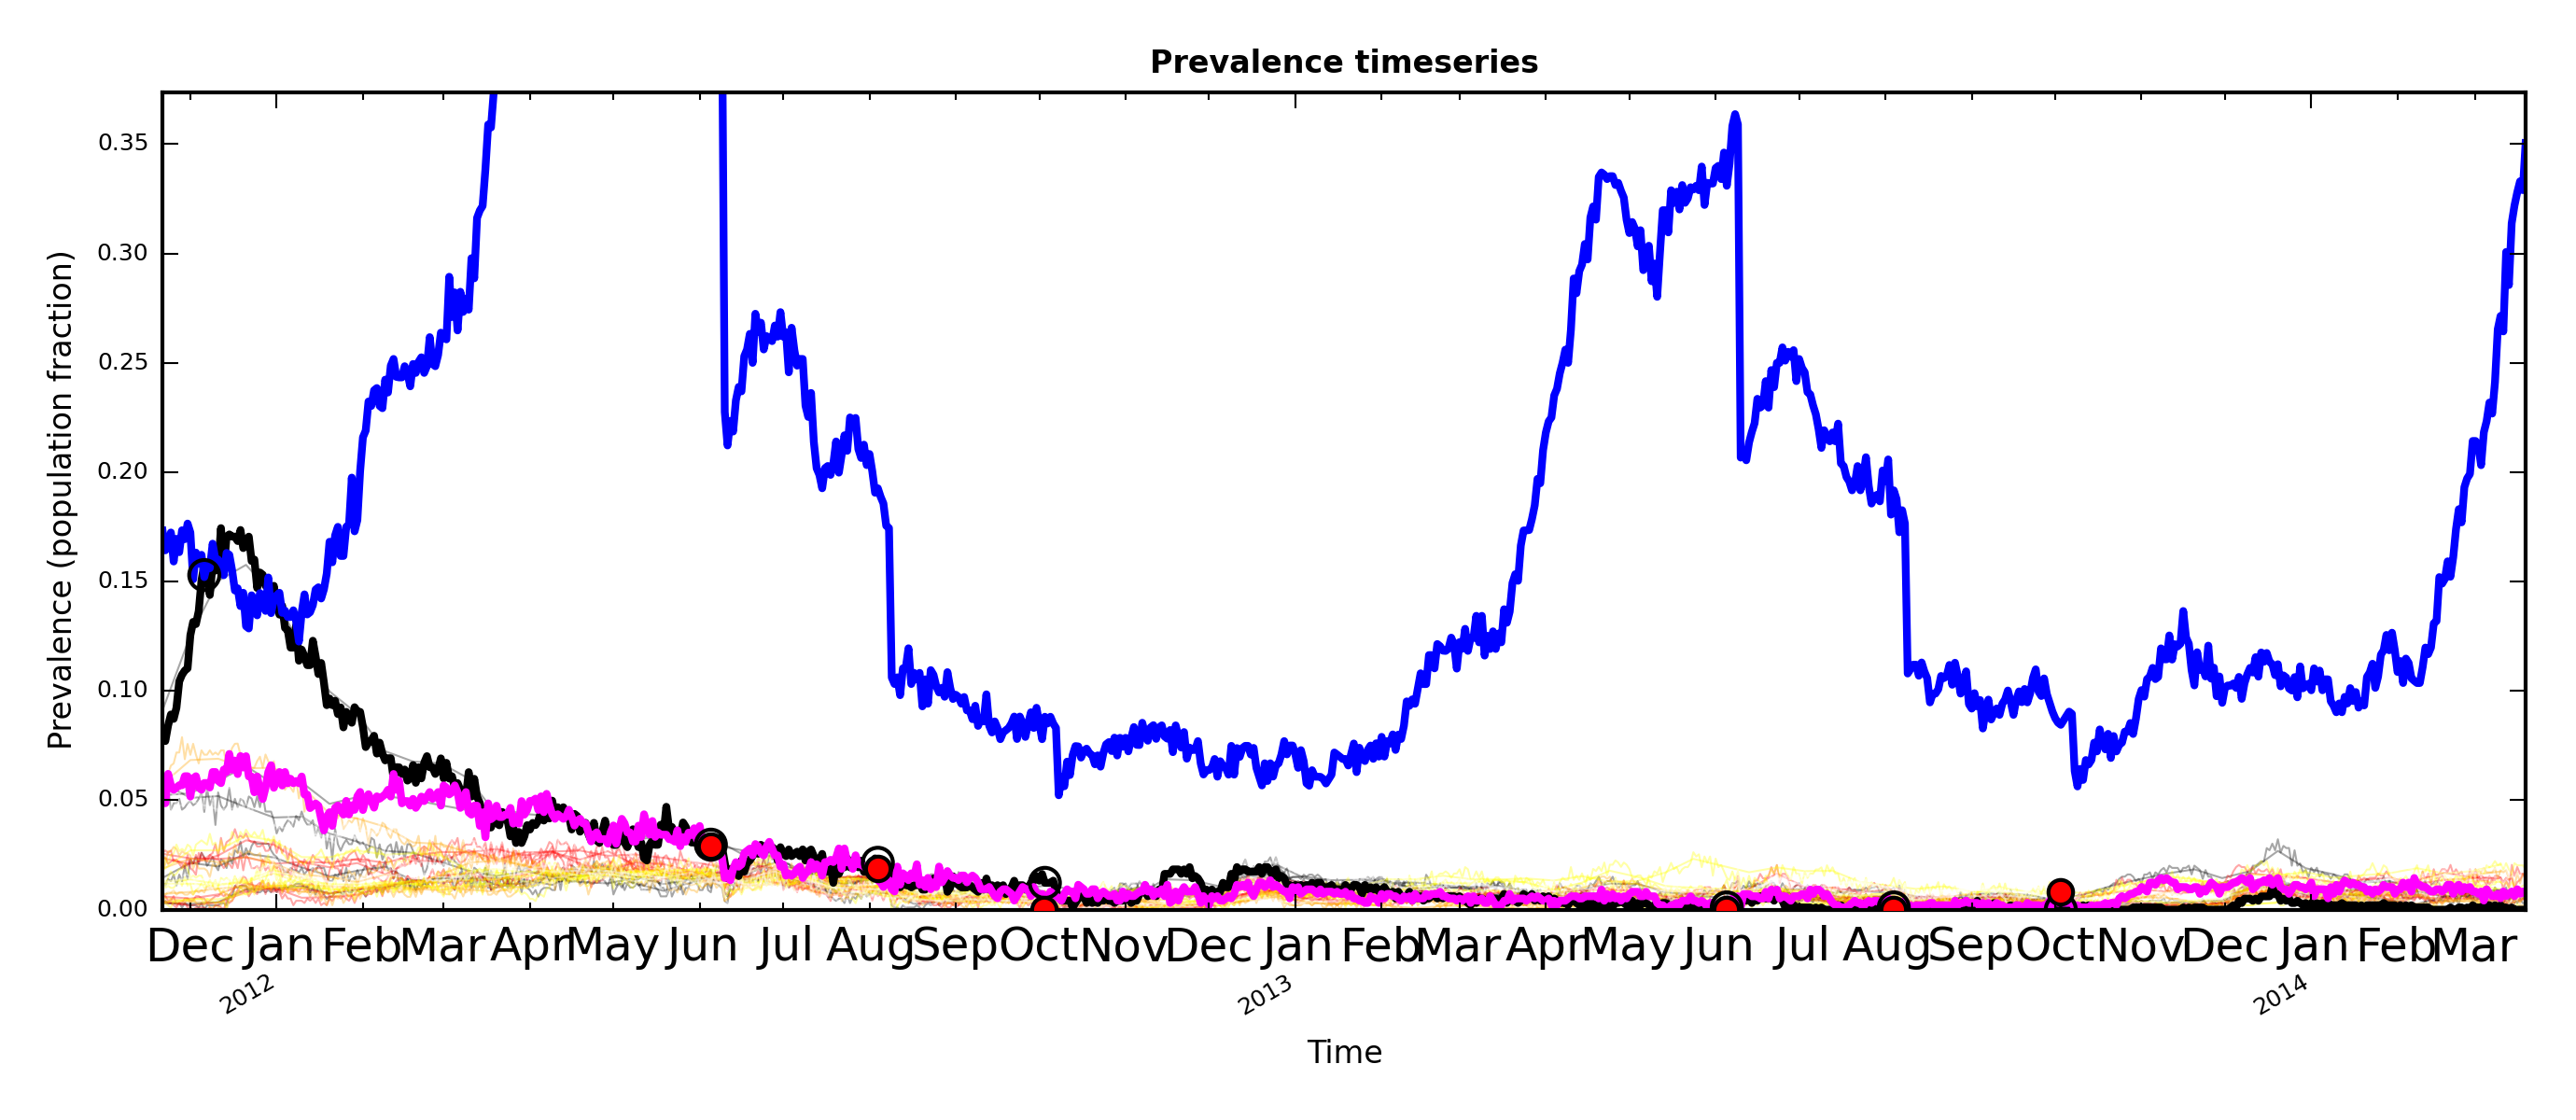 Prevalence timeseries
Prevalence (population fraction)
0.35
0.30
0.25
0.20
0.15
0.10
0.05
0.00
Dec Jan Feb Mar Apr May Jun Jul Aug Sep Oct Nov Dec Jan Feb Mar Apr May Jun Jul Aug Sep Oct Nov Dec Jan Feb Mar
2012 2013 2014
Time